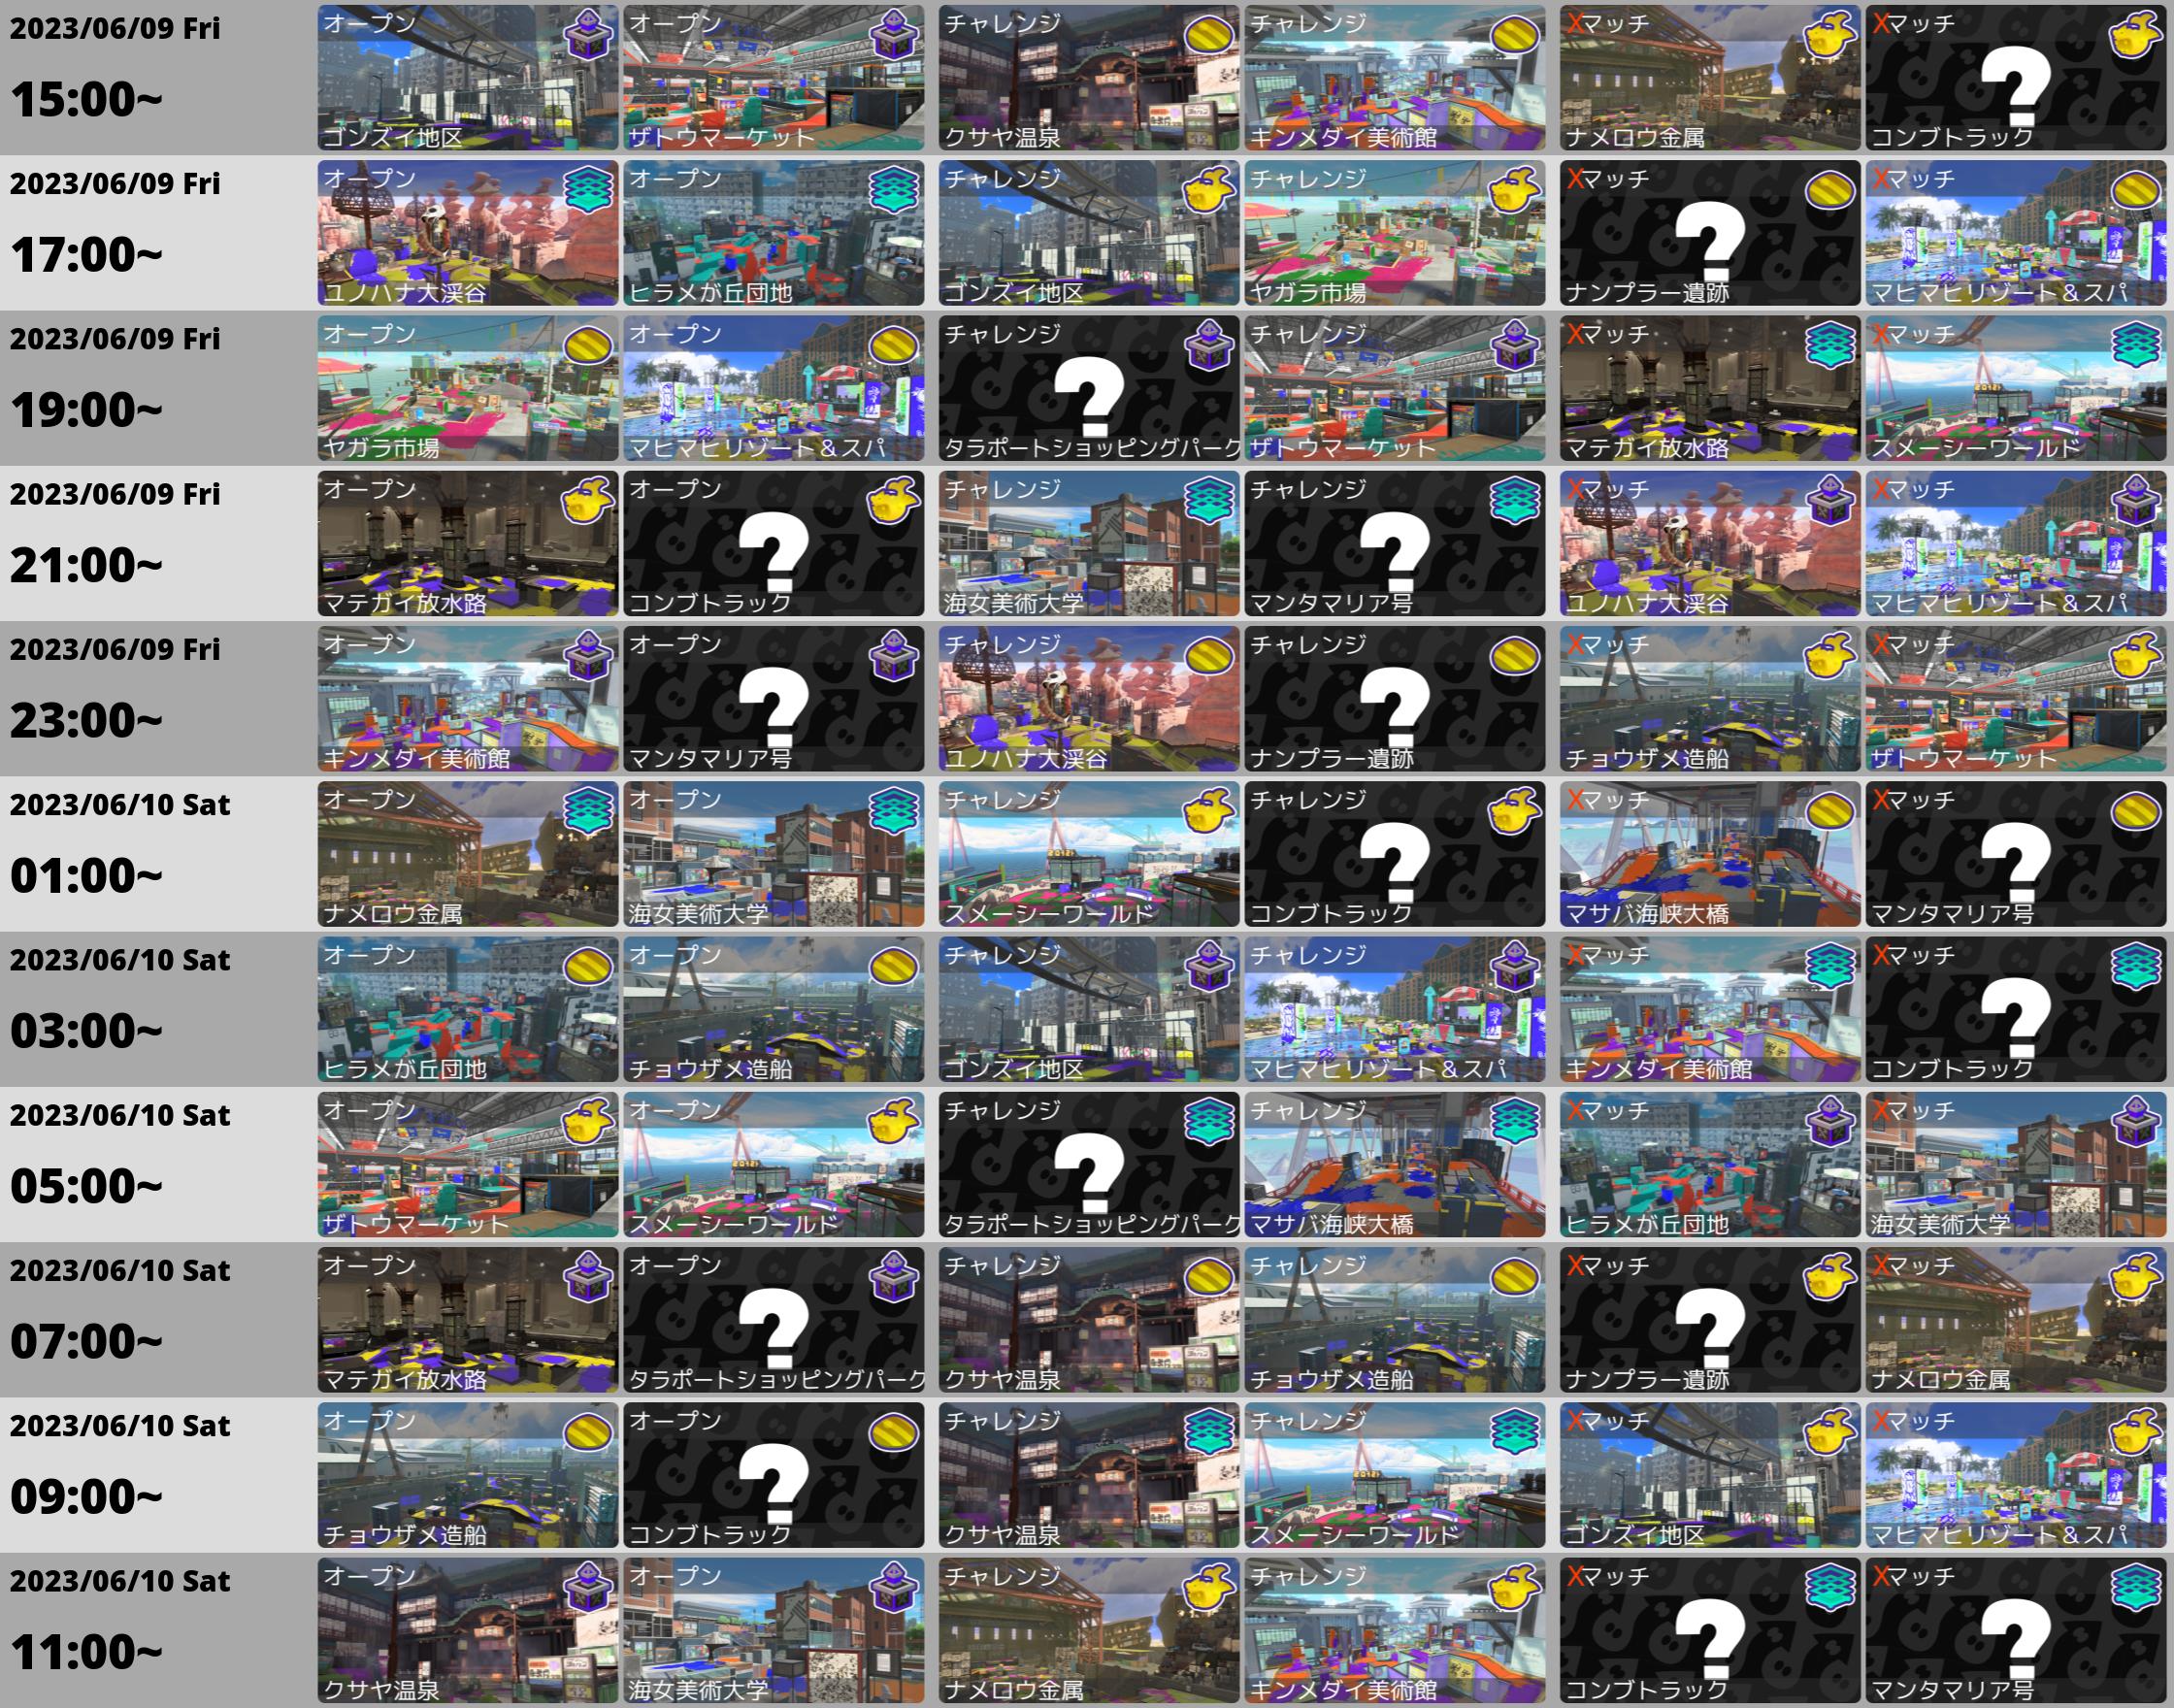 2023/06/09 Fri
15:00~
オープン
ゴンズイ地区
オープン
ザトウマーケット
チャレンジ
クサヤ温泉
チャレンジ
キンメダイ美術館
Xマッチ
ナメロウ金属
Xマッチ
コンブトラック
2023/06/09 Fri
17:00~
オープン
ユノハナ大渓谷
オープン
ヒラメが丘団地
チャレンジ
ゴンズイ地区
チャレンジ
ヤガラ市場
Xマッチ
ナンプラー遺跡
Xマッチ
マヒマヒリゾート&スパ
2023/06/09 Fri
19:00~
オープン
ヤガラ市場
オープン
マヒマヒリゾート&スパ
チャレンジ
タラポートショッピングパーク
チャレンジ
ザトウマーケット
Xマッチ
マテガイ放水路
Xマッチ
スメーシーワールド
2023/06/09 Fri
21:00~
オープン
マテガイ放水路
オープン
コンブトラック
チャレンジ
海女美術大学
チャレンジ
マンタマリア号
Xマッチ
ユノハナ大渓谷
Xマッチ
マヒマヒリゾート&スパ
2023/06/09 Fri
23:00~
オープン
キンメダイ美術館
オープン
マンタマリア号
チャレンジ
ユノハナ大渓谷
チャレンジ
ナンプラー遺跡
Xマッチ
チョウザメ造船
Xマッチ
ザトウマーケット
2023/06/10 Sat
01:00~
オープン
ナメロウ金属
オープン
海女美術大学
チャレンジ
スメーシーワールド
チャレンジ
コンブトラック
Xマッチ
マサバ海峡大橋
Xマッチ
マンタマリア号
2023/06/10 Sat
03:00~
オープン
ヒラメが丘団地
オープン
チョウザメ造船
チャレンジ
ゴンズイ地区
チャレンジ
マヒマヒリゾート&スパ
Xマッチ
キンメダイ美術館
Xマッチ
コンブトラック
2023/06/10 Sat
05:00~
オープン
ザトウマーケット
オープン
スメーシーワールド
チャレンジ
タラポートショッピングパーク
チャレンジ
マサバ海峡大橋
Xマッチ
ヒラメが丘団地
Xマッチ
海女美術大学
2023/06/10 Sat
07:00~
オープン
マテガイ放水路
オープン
タラポートショッピングパーク
チャレンジ
クサヤ温泉
チャレンジ
チョウザメ造船
Xマッチ
ナンプラー遺跡
Xマッチ
ナメロウ金属
2023/06/10 Sat
09:00~
オープン
チョウザメ造船
オープン
コンブトラック
チャレンジ
クサヤ温泉
チャレンジ
スメーシーワールド
Xマッチ
ゴンズイ地区
Xマッチ
マヒマヒリゾート&スパ
2023/06/10 Sat
11:00~
オープン
クサヤ温泉
オープン
海女美術大学
チャレンジ
ナメロウ金属
チャレンジ
キンメダイ美術館
Xマッチ
コンブトラック
Xマッチ
マンタマリア号